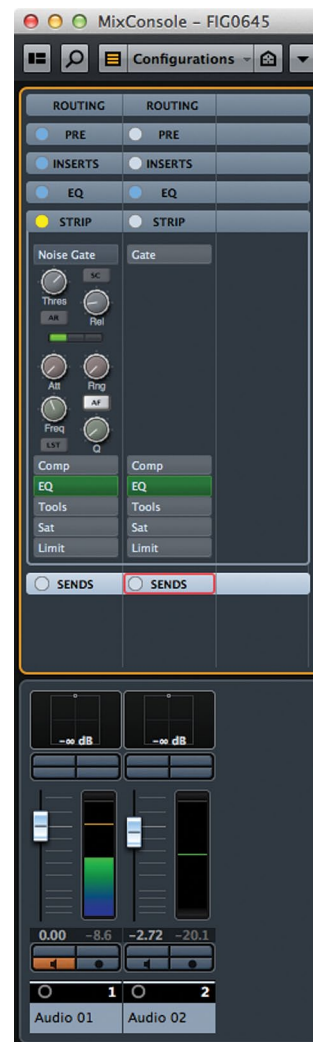 MixConsole – FIG0645
Configurations
ROUTING ROUTING
PRE PRE
INSERTS INSERTS
EQ EQ
STRIP STRIP
Noise Gate Gate
SC
Thres
AR Rel
Att Rng
AF
Freq
LST Q
Comp Comp
EQ EQ
Tools Tools
Sat Sat
Limit Limit
SENDS SENDS
-∞ dB -∞ dB
0.00 -8.6 -2.72 -20.1
1 2
Audio 01 Audio 02